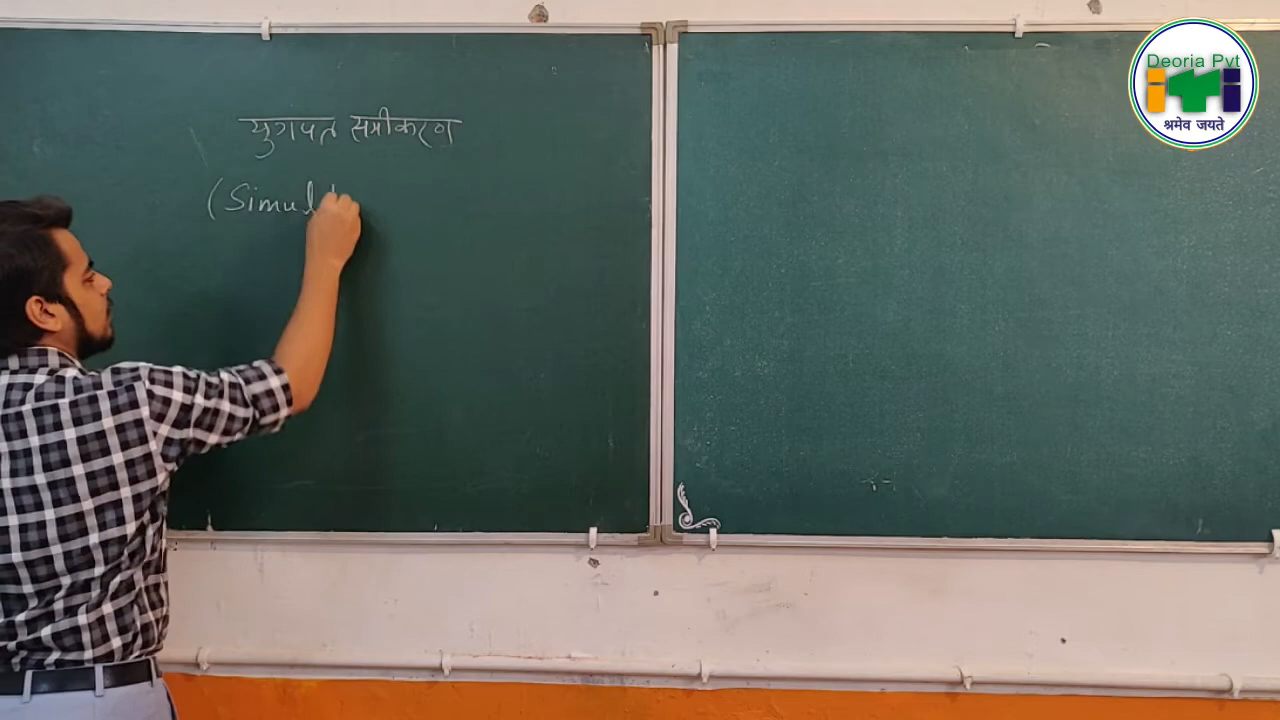 युगपत समीकरण
(Simul
Deoria Pvt
iti
श्रमेव जयते